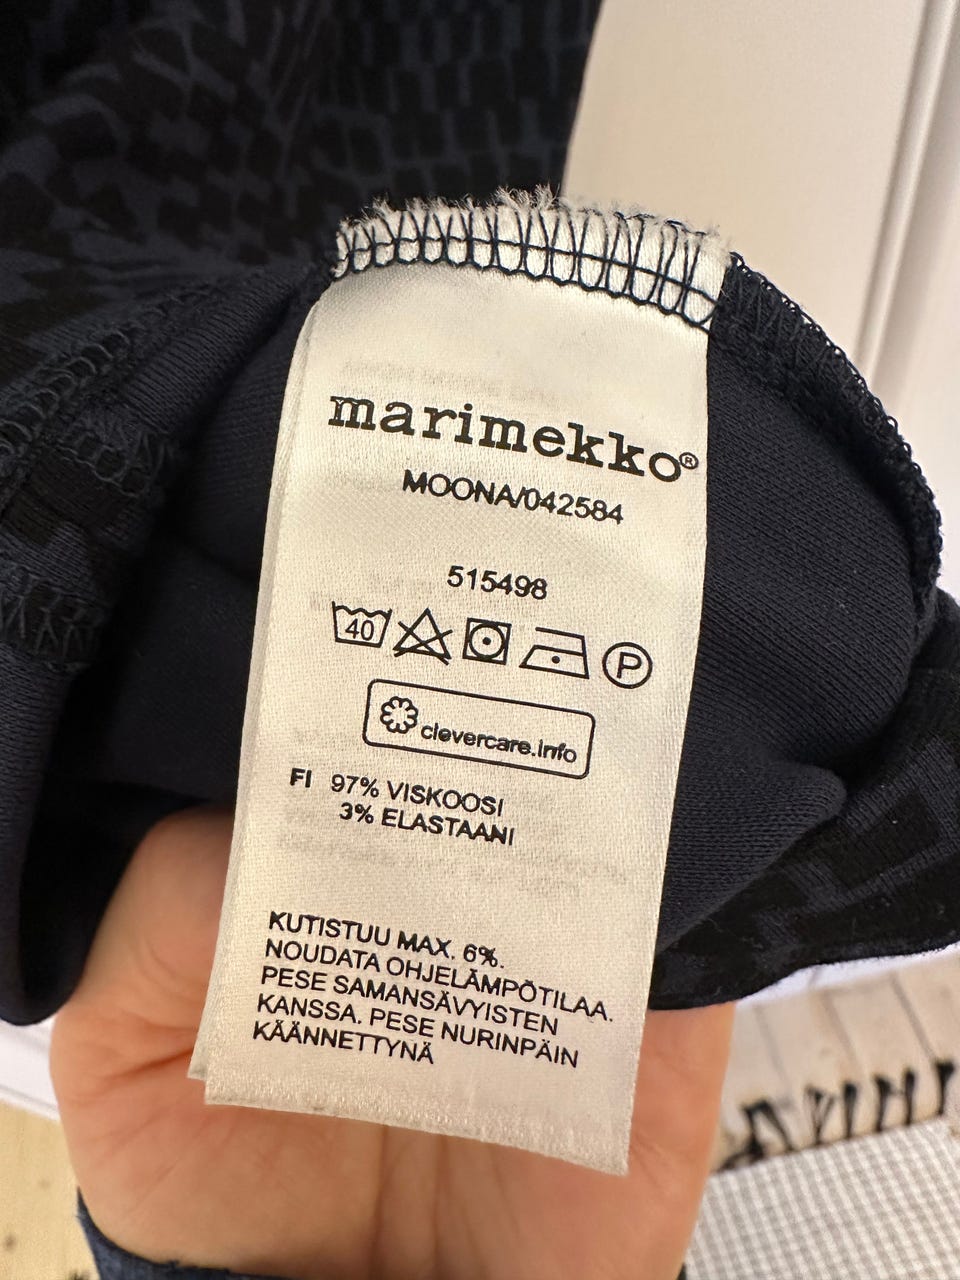 marimekko®
MOONA/042584
515498
40 P
clevercare.info
FI 97% VISKOOSI
3% ELASTAANI
KUTISTUU MAX. 6%.
NOUDATA OHJELÄMPÖTILAA.
PESE SAMANSÄVYISTEN
KANSSA. PESE NURINPÄIN
KÄÄNNETTYNÄ